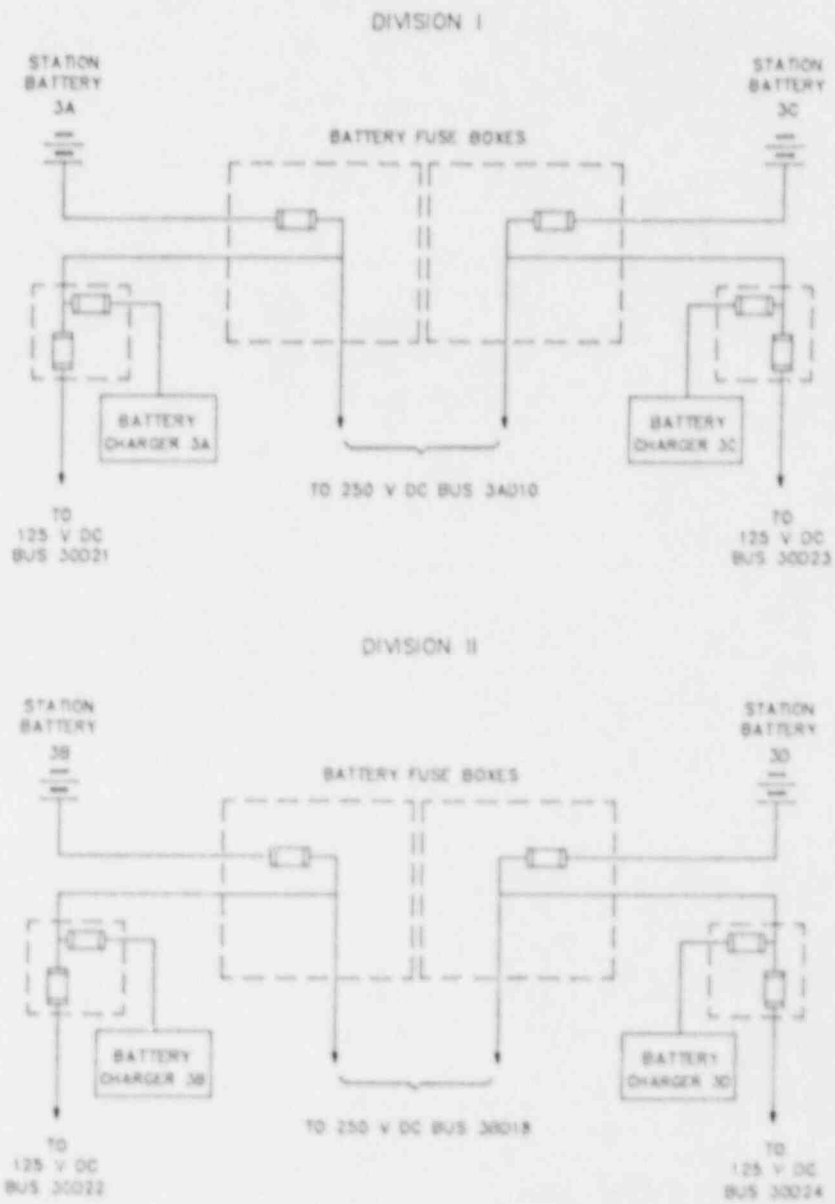 DIVISION I
STATION
BATTERY
3A
STATION
BATTERY
3C
BATTERY FUSE BOXES
BATTERY
CHARGER 3A
BATTERY
CHARGER 3C
TO 250 V DC BUS 3AD10
TO
125 V DC
BUS 30D21
TO
125 V DC
BUS 30D23
DIVISION II
STATION
BATTERY
3B
STATION
BATTERY
3D
BATTERY FUSE BOXES
BATTERY
CHARGER 3B
BATTERY
CHARGER 3D
TO 250 V DC BUS 3BD18
TO
125 V DC
BUS 30D22
TO
125 V DC
BUS 30D24